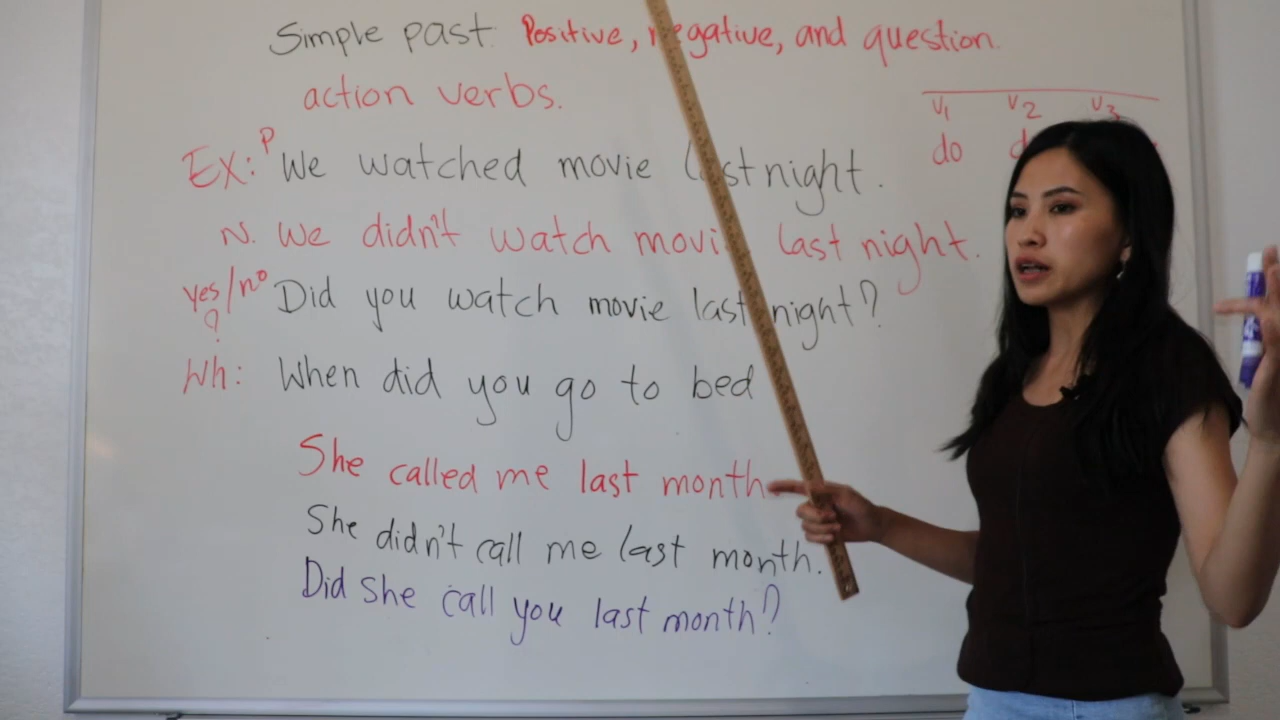 Simple past: Positive, negative, and question.
action verbs.
V1 V2 V3
do
EX: P We watched movie last night.
N. We didn't watch movie last night.
yes/no ? Did you watch movie last night?
Wh: When did you go to bed
She called me last month
She didn't call me last month.
Did she call you last month?